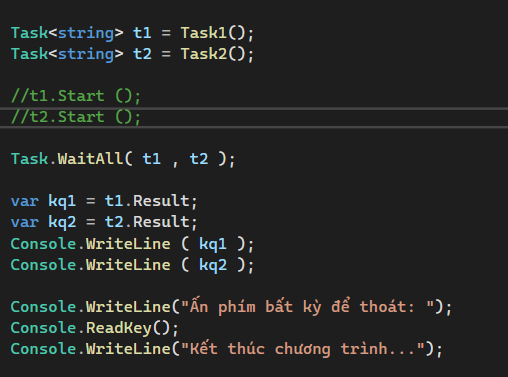 Task<string> t1 = Task1();
Task<string> t2 = Task2();
//t1.Start ();
//t2.Start ();
Task.WaitAll( t1 , t2 );
var kq1 = t1.Result;
var kq2 = t2.Result;
Console.WriteLine ( kq1 );
Console.WriteLine ( kq2 );
Console.WriteLine("Ấn phím bất kỳ để thoát: ");
Console.ReadKey();
Console.WriteLine("Kết thúc chương trình...");